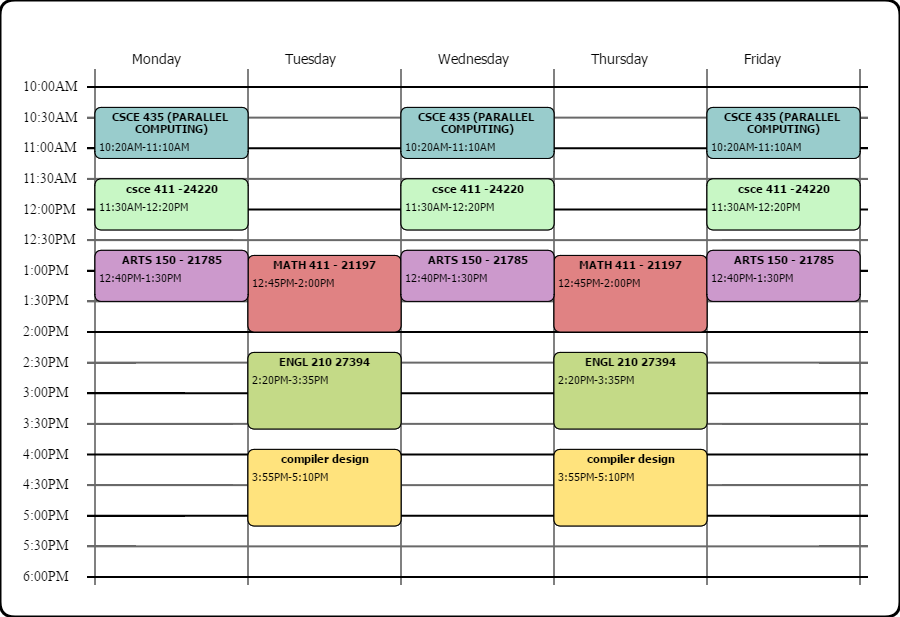 Monday Tuesday Wednesday Thursday Friday
10:00AM
10:30AM
11:00AM
11:30AM
12:00PM
12:30PM
1:00PM
1:30PM
2:00PM
2:30PM
3:00PM
3:30PM
4:00PM
4:30PM
5:00PM
5:30PM
6:00PM
CSCE 435 (PARALLEL
COMPUTING)
10:20AM-11:10AM
csce 411 -24220
11:30AM-12:20PM
ARTS 150 - 21785
12:40PM-1:30PM
MATH 411 - 21197
12:45PM-2:00PM
ENGL 210 27394
2:20PM-3:35PM
compiler design
3:55PM-5:10PM
CSCE 435 (PARALLEL
COMPUTING)
10:20AM-11:10AM
csce 411 -24220
11:30AM-12:20PM
ARTS 150 - 21785
12:40PM-1:30PM
MATH 411 - 21197
12:45PM-2:00PM
ENGL 210 27394
2:20PM-3:35PM
compiler design
3:55PM-5:10PM
CSCE 435 (PARALLEL
COMPUTING)
10:20AM-11:10AM
csce 411 -24220
11:30AM-12:20PM
ARTS 150 - 21785
12:40PM-1:30PM